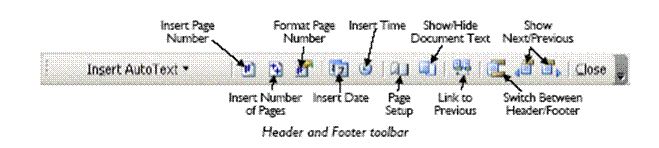 Insert Page
Number
Format Page
Number
Insert Time
Show/Hide
Document Text
Show
Next/Previous
Insert AutoText
Close
Insert Number
of Pages
Insert Date
Page
Setup
Link to
Previous
Switch Between
Header/Footer
Header and Footer toolbar